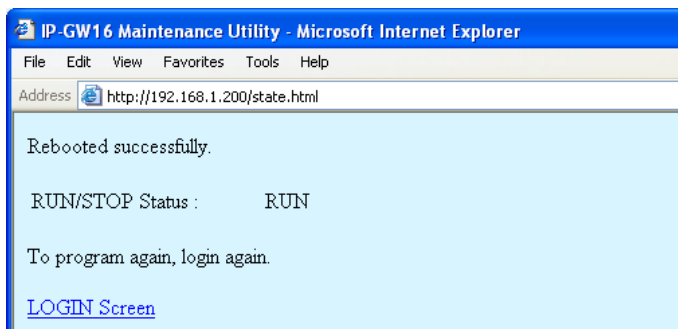 IP-GW16 Maintenance Utility - Microsoft Internet Explorer
File Edit View Favorites Tools Help
Address http://192.168.1.200/state.html
Rebooted successfully.
RUN/STOP Status : RUN
To program again, login again.
LOGIN Screen